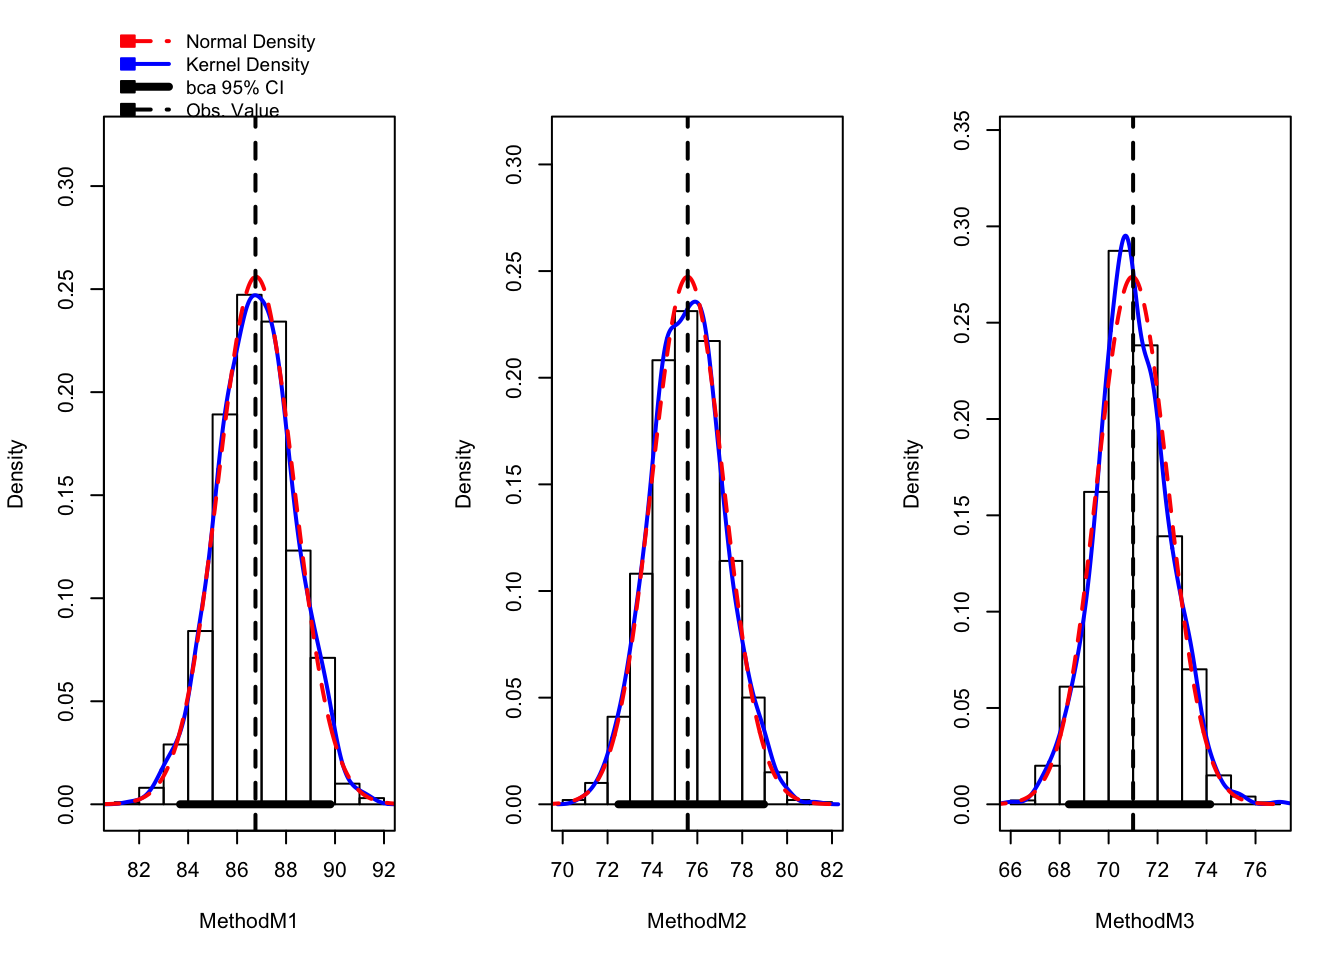 Normal Density
Kernel Density
bca 95% CI
Obs. Value
Density
0.00 0.05 0.10 0.15 0.20 0.25 0.30
82 84 86 88 90 92
MethodM1
Density
0.00 0.05 0.10 0.15 0.20 0.25 0.30
70 72 74 76 78 80 82
MethodM2
Density
0.00 0.05 0.10 0.15 0.20 0.25 0.30 0.35
66 68 70 72 74 76
MethodM3